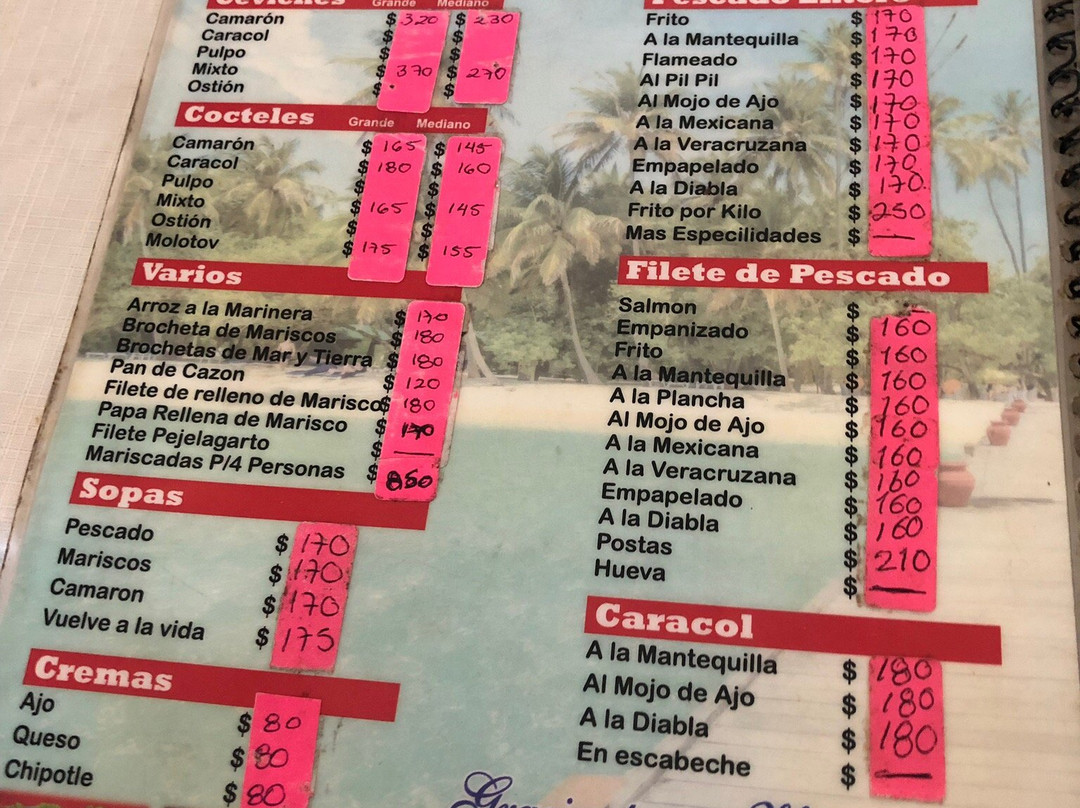 Ceviches Grande Mediano
Camarón $ 320 $ 230
Caracol $ $
Pulpo $ $
Mixto $ 370 $ 270
Ostión $ $
Cocteles Grande Mediano
Camarón $ 165 $ 145
Caracol $ 180 $ 160
Pulpo $ $
Mixto $ 165 $ 145
Ostión $ $
Molotov $ 175 $ 155
Varios
Arroz a la Marinera $ 170
Brocheta de Mariscos $ 180
Brochetas de Mar y Tierra $ 180
Pan de Cazon $ 120
Filete de relleno de Marisco $ 180
Papa Rellena de Marisco $
Filete Pejelagarto $ —
Mariscadas P/4 Personas $ 850
Sopas
Pescado $ 170
Mariscos $ 170
Camaron $ 170
Vuelve a la vida $ 175
Cremas
Ajo $ 80
Queso $ 80
Chipotle $ 80
Pescado Entero
Frito $ 170
A la Mantequilla $ 170
Flameado $ 170
Al Pil Pil $ 170
Al Mojo de Ajo $ 170
A la Mexicana $ 170
A la Veracruzana $ 170
Empapelado $ 170
A la Diabla $ 170
Frito por Kilo $ 250
Mas Especilidades $ —
Filete de Pescado
Salmon $ —
Empanizado $ 160
Frito $ 160
A la Mantequilla $ 160
A la Plancha $ 160
Al Mojo de Ajo $ 160
A la Mexicana $ 160
A la Veracruzana $ 160
Empapelado $ 160
A la Diabla $ 160
Postas $ 210
Hueva $ —
Caracol
A la Mantequilla $ 180
Al Mojo de Ajo $ 180
A la Diabla $ 180
En escabeche $ —